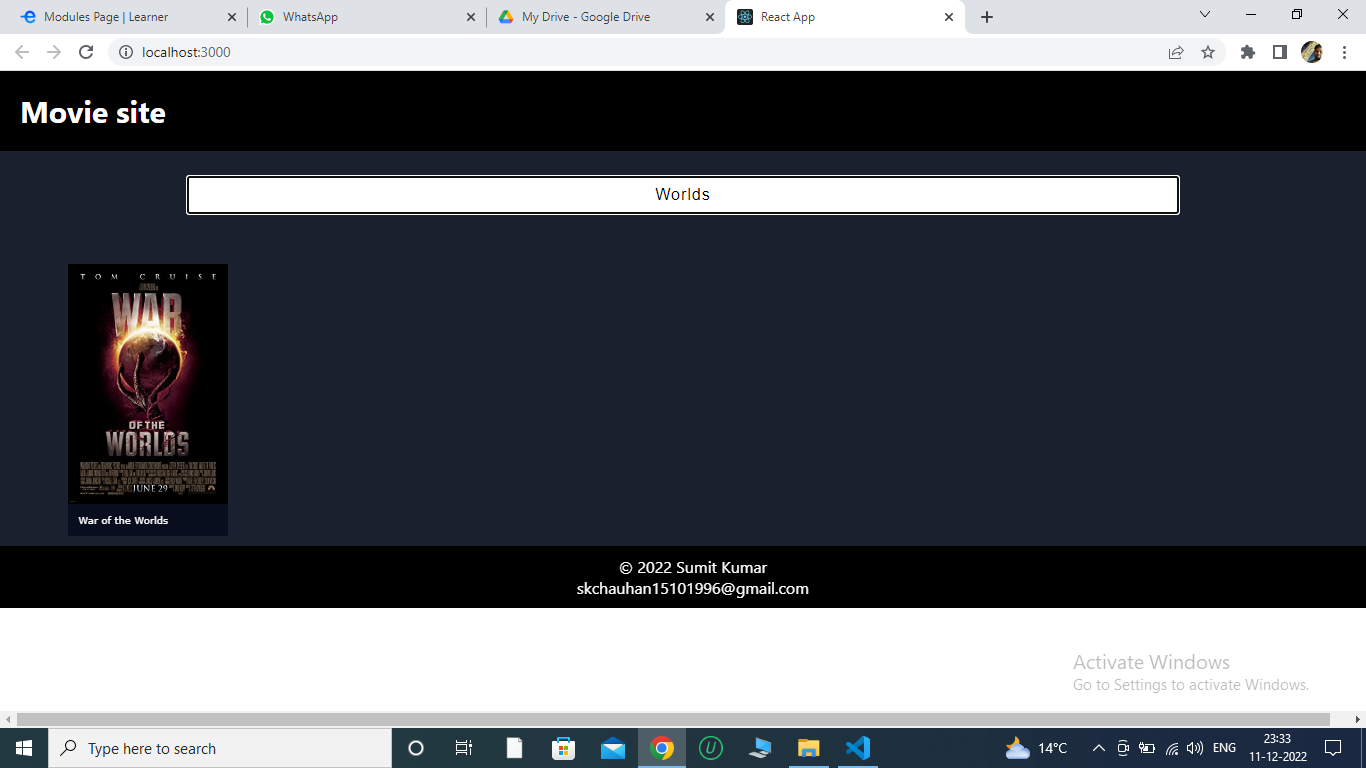 Modules Page | Learner
WhatsApp
My Drive - Google Drive
React App
localhost:3000
Movie site
Worlds
TOM CRUISE
WAR
OF THE
WORLDS
JUNE 29
War of the Worlds
© 2022 Sumit Kumar
skchauhan15101996@gmail.com
Activate Windows
Go to Settings to activate Windows.
Type here to search
14°C
ENG
23:33
11-12-2022